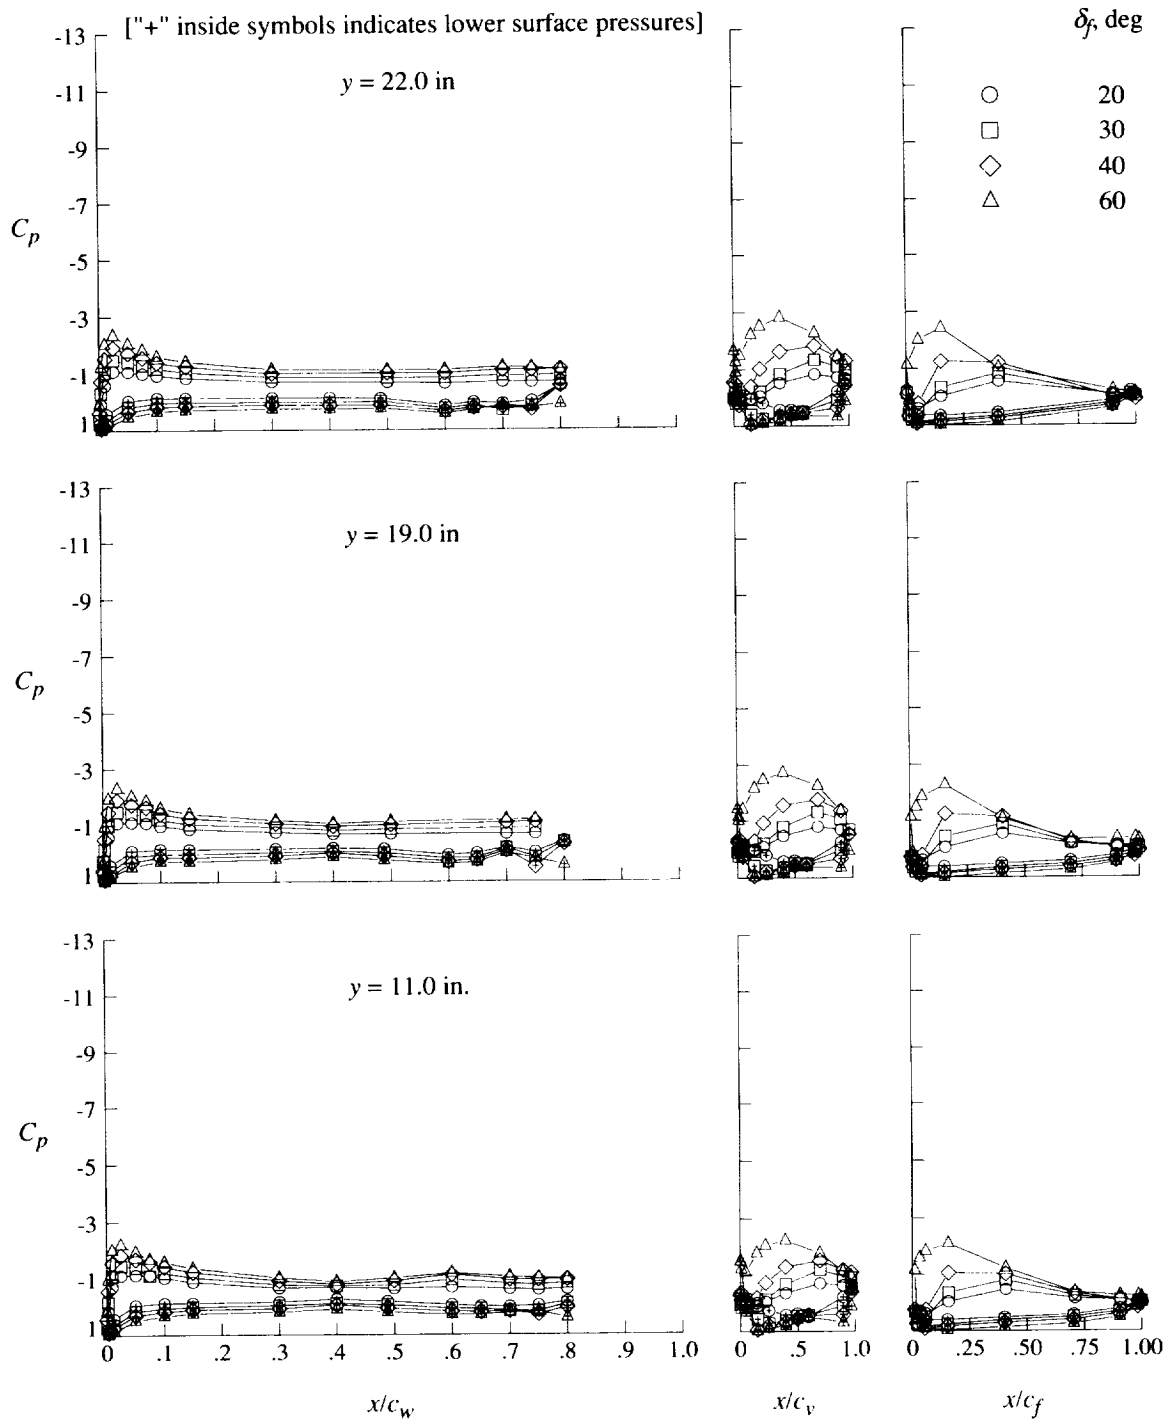 ["+" inside symbols indicates lower surface pressures]
δf, deg
20
30
40
60
y = 22.0 in
-13
-11
-9
-7
-5
-3
-1
1
Cp
y = 19.0 in
-13
-11
-9
-7
-5
-3
-1
1
Cp
y = 11.0 in.
-13
-11
-9
-7
-5
-3
-1
1
Cp
0 .1 .2 .3 .4 .5 .6 .7 .8 .9 1.0
x/cw
0 .5 1.0
x/cv
0 .25 .50 .75 1.00
x/cf